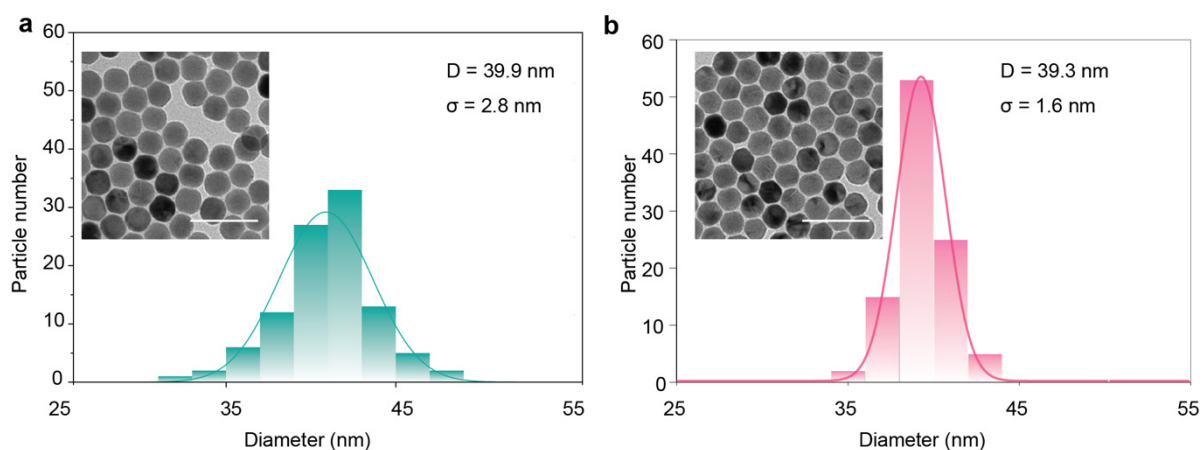 a
60
50
40
30
20
10
0
Particle number
D = 39.9 nm
σ = 2.8 nm
25
35
45
55
Diameter (nm)
b
60
50
40
30
20
10
0
Particle number
D = 39.3 nm
σ = 1.6 nm
25
35
45
55
Diameter (nm)